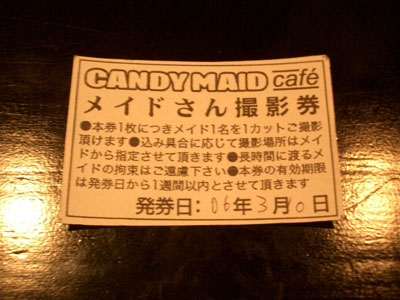 CANDY MAID café
メイドさん撮影券
●本券1枚につきメイド1名を1カットご撮影
頂けます●込み具合に応じて撮影場所はメイ
ドから指定させて頂きます●長時間に渡るメ
イドの拘束はご遠慮下さい●本券の有効期限
は発券日から1週間以内とさせて頂きます
発券日:06年3月10日